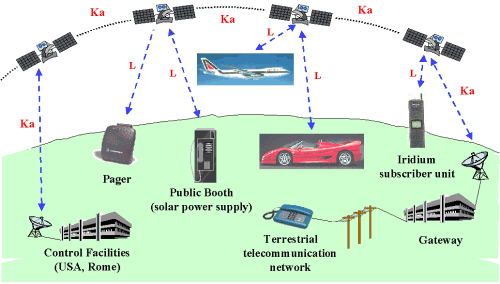 Ka
Ka
Ka
L
L
L
L
L
Ka
Ka
Pager
Public Booth
(solar power supply)
Iridium
subscriber unit
Control Facilities
(USA, Rome)
Terrestrial
telecommunication
network
Gateway